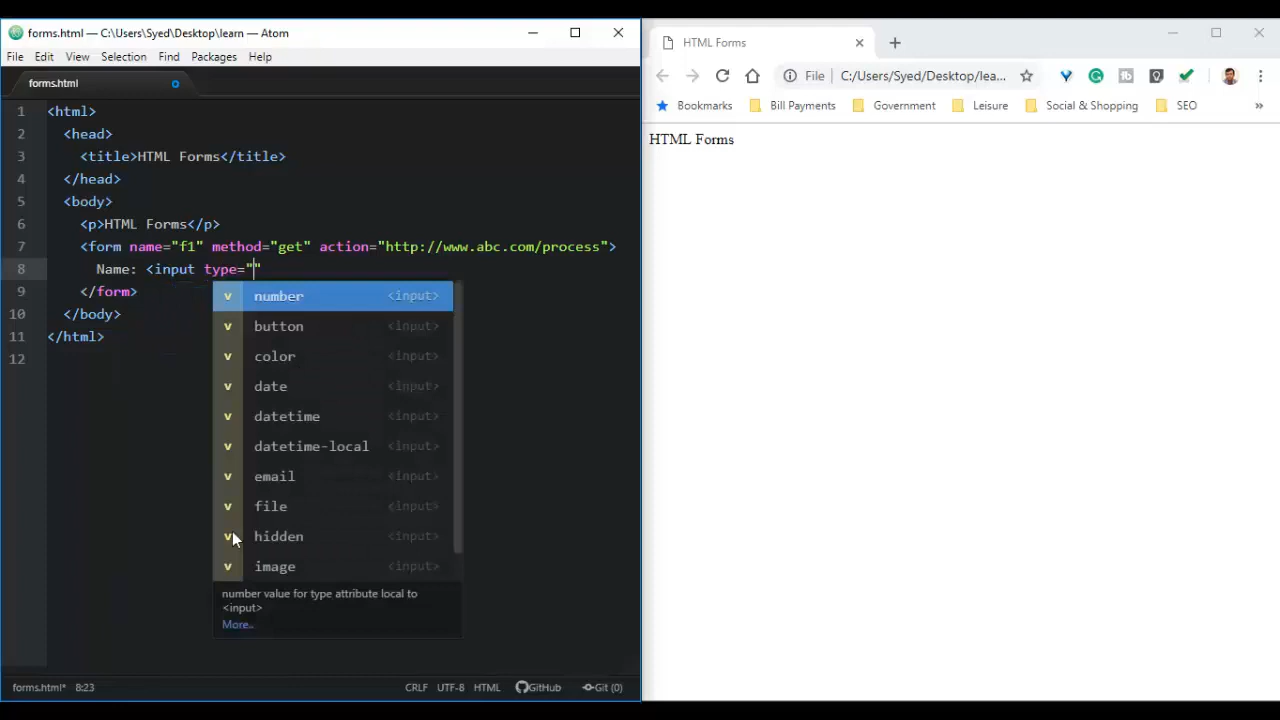 forms.html — C:\Users\Syed\Desktop\learn — Atom
File Edit View Selection Find Packages Help
forms.html
1 <html>
2 <head>
3 <title>HTML Forms</title>
4 </head>
5 <body>
6 <p>HTML Forms</p>
7 <form name="f1" method="get" action="http://www.abc.com/process">
8 Name: <input type=""
9 </form>
10 </body>
11 </html>
12
v number <input>
v button <input>
v color <input>
v date <input>
v datetime <input>
v datetime-local <input>
v email <input>
v file <input>
v hidden <input>
v image <input>
number value for type attribute local to
<input>
More..
forms.html* 8:23 CRLF UTF-8 HTML GitHub Git (0)
HTML Forms
File C:/Users/Syed/Desktop/lea...
Bookmarks Bill Payments Government Leisure Social & Shopping SEO »
HTML Forms